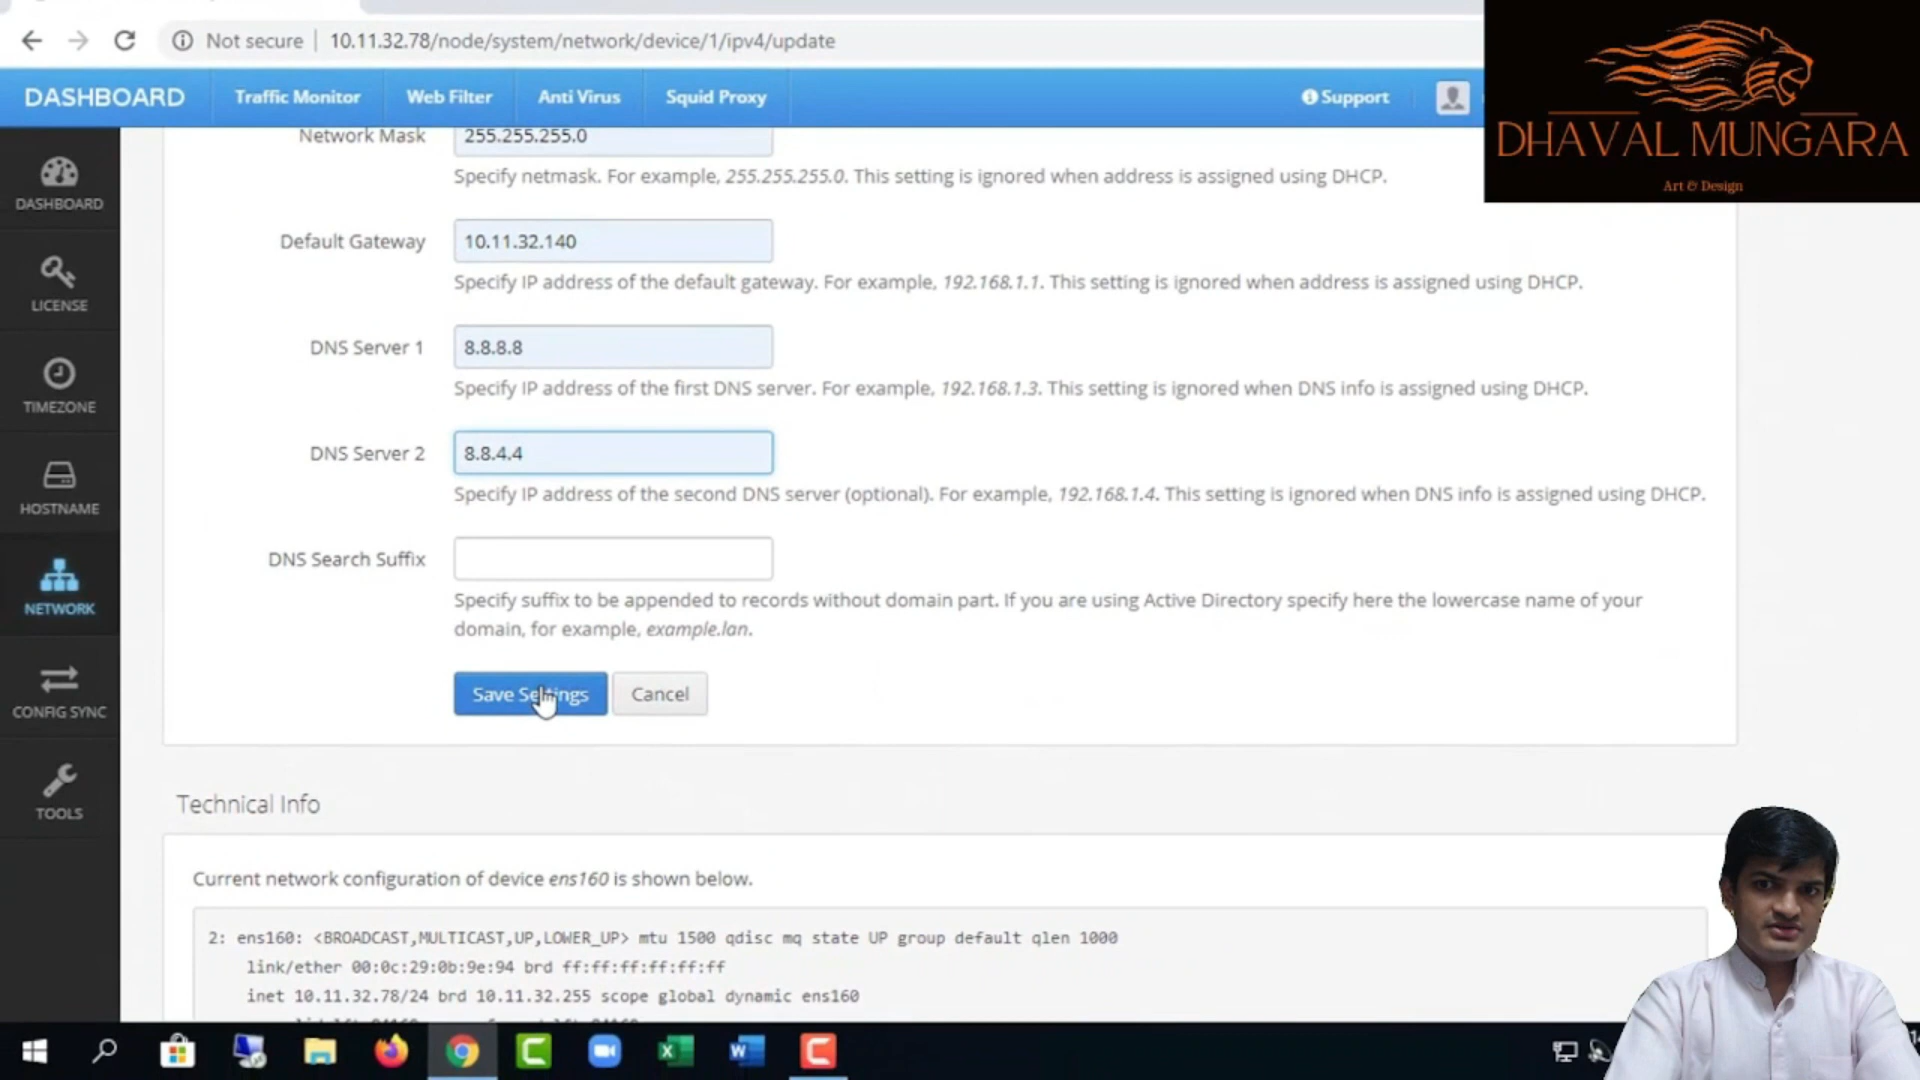 Not secure | 10.11.32.78/node/system/network/device/1/ipv4/update
DASHBOARD Traffic Monitor Web Filter Anti Virus Squid Proxy Support
DHAVAL MUNGARA
Art & Design
DASHBOARD
LICENSE
TIMEZONE
HOSTNAME
NETWORK
CONFIG SYNC
TOOLS
Network Mask 255.255.255.0
Specify netmask. For example, 255.255.255.0. This setting is ignored when address is assigned using DHCP.
Default Gateway 10.11.32.140
Specify IP address of the default gateway. For example, 192.168.1.1. This setting is ignored when address is assigned using DHCP.
DNS Server 1 8.8.8.8
Specify IP address of the first DNS server. For example, 192.168.1.3. This setting is ignored when DNS info is assigned using DHCP.
DNS Server 2 8.8.4.4
Specify IP address of the second DNS server (optional). For example, 192.168.1.4. This setting is ignored when DNS info is assigned using DHCP.
DNS Search Suffix
Specify suffix to be appended to records without domain part. If you are using Active Directory specify here the lowercase name of your
domain, for example, example.lan.
Save Settings Cancel
Technical Info
Current network configuration of device ens160 is shown below.
2: ens160: <BROADCAST,MULTICAST,UP,LOWER_UP> mtu 1500 qdisc mq state UP group default qlen 1000
link/ether 00:0c:29:0b:9e:94 brd ff:ff:ff:ff:ff:ff
inet 10.11.32.78/24 brd 10.11.32.255 scope global dynamic ens160